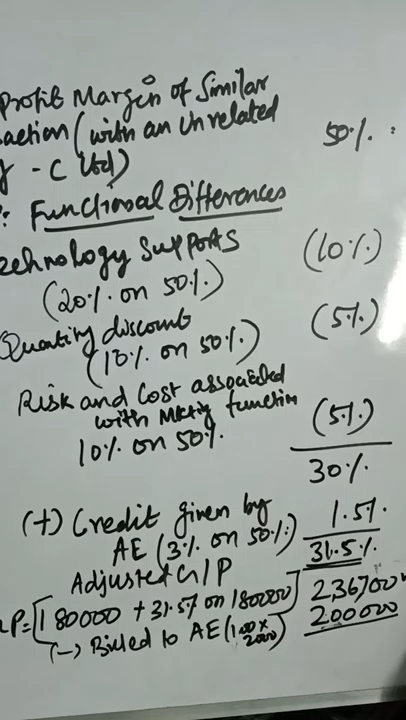 Profit Margin of Similar
saction (with an Unrelated
y - C Ltd) 50%.
: Functional Differences
Technology Supports (10%)
(20% on 50%)
Quantity discount (5%)
(10% on 50%)
Risk and Cost associated
with Mktg function (5%)
10% on 50%.
30%.
(+) Credit given by 1.5%.
AE (3% on 50%) 31.5%.
Adjusted G/P
P = [180000 + 31.5% on 180000] 236700
(-) Billed to AE (100 x 2000) 200000